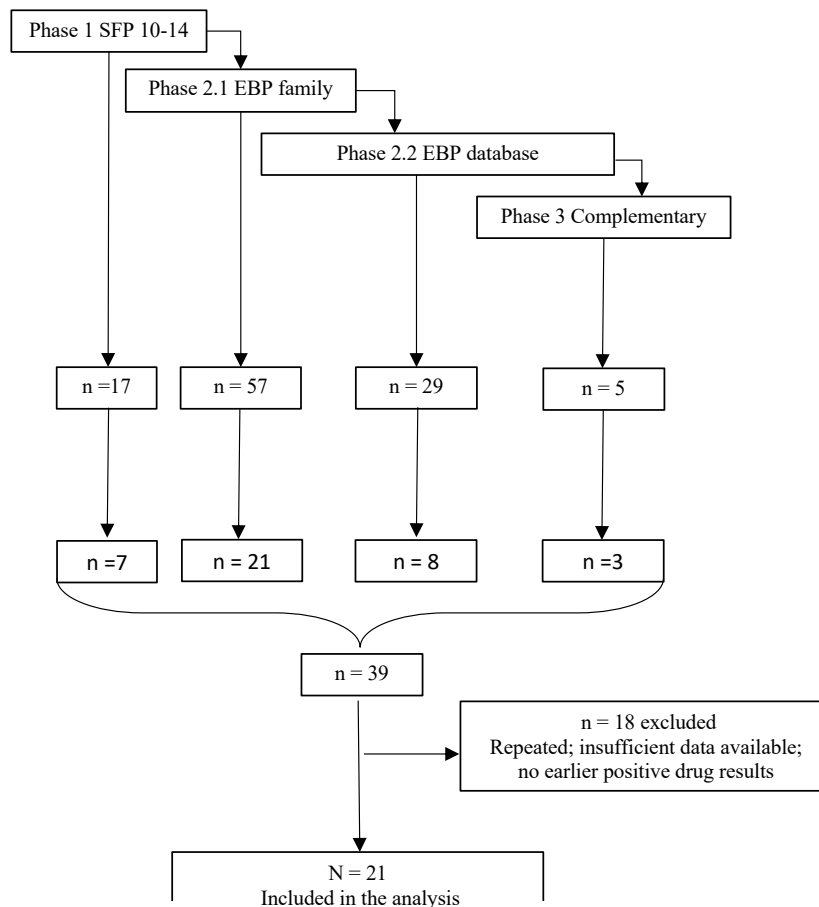 Phase 1 SFP 10-14
Phase 2.1 EBP family
Phase 2.2 EBP database
Phase 3 Complementary
n =17
n = 57
n = 29
n = 5
n =7
n = 21
n = 8
n =3
n = 39
n = 18 excluded
Repeated; insufficient data available;
no earlier positive drug results
N = 21
Included in the analysis